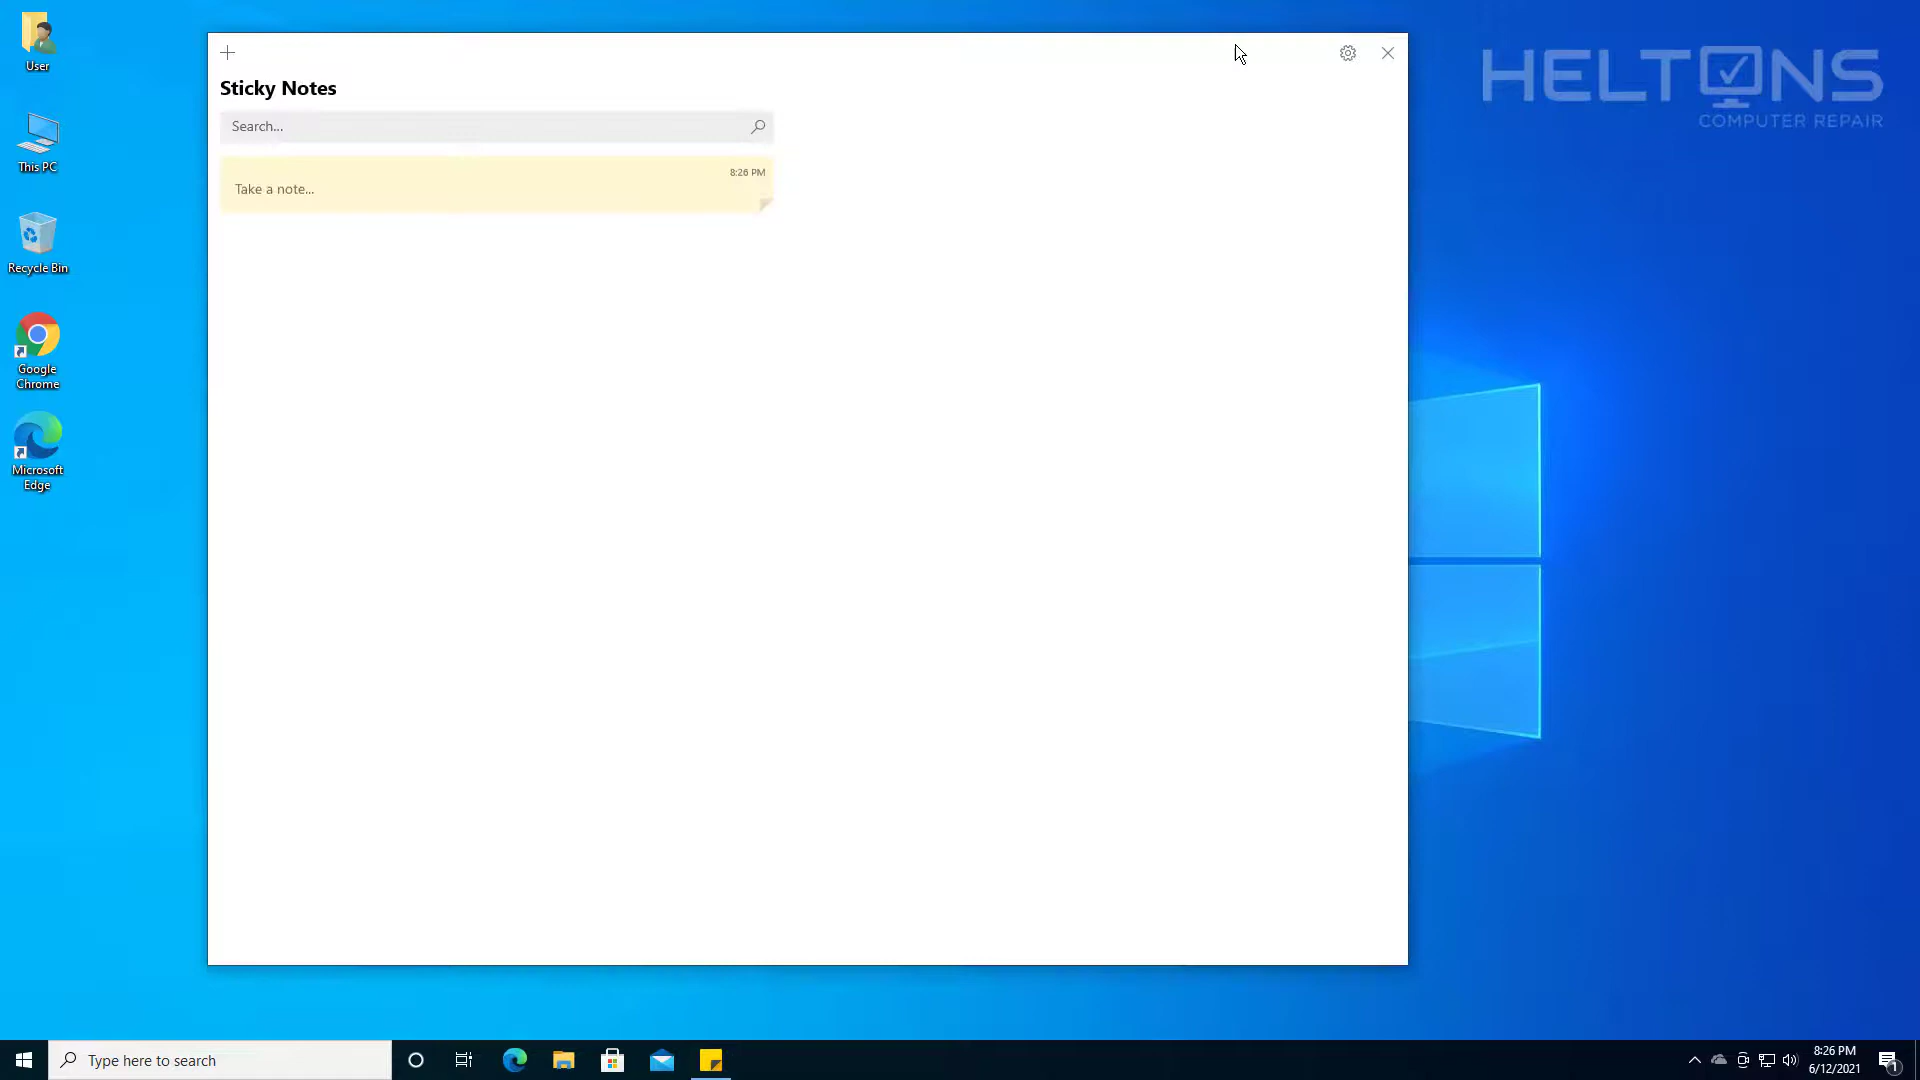 User
This PC
Recycle Bin
Google
Chrome
Microsoft
Edge
Sticky Notes
Search...
8:26 PM
Take a note...
HELTONS
COMPUTER REPAIR
Type here to search
8:26 PM
6/12/2021
1